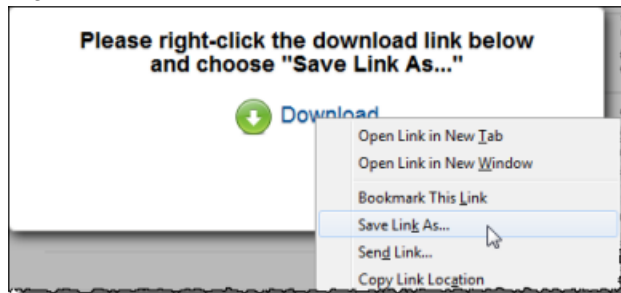 Please right-click the download link below
and choose "Save Link As..."
Download
Open Link in New Tab
Open Link in New Window
Bookmark This Link
Save Link As...
Send Link...
Copy Link Location